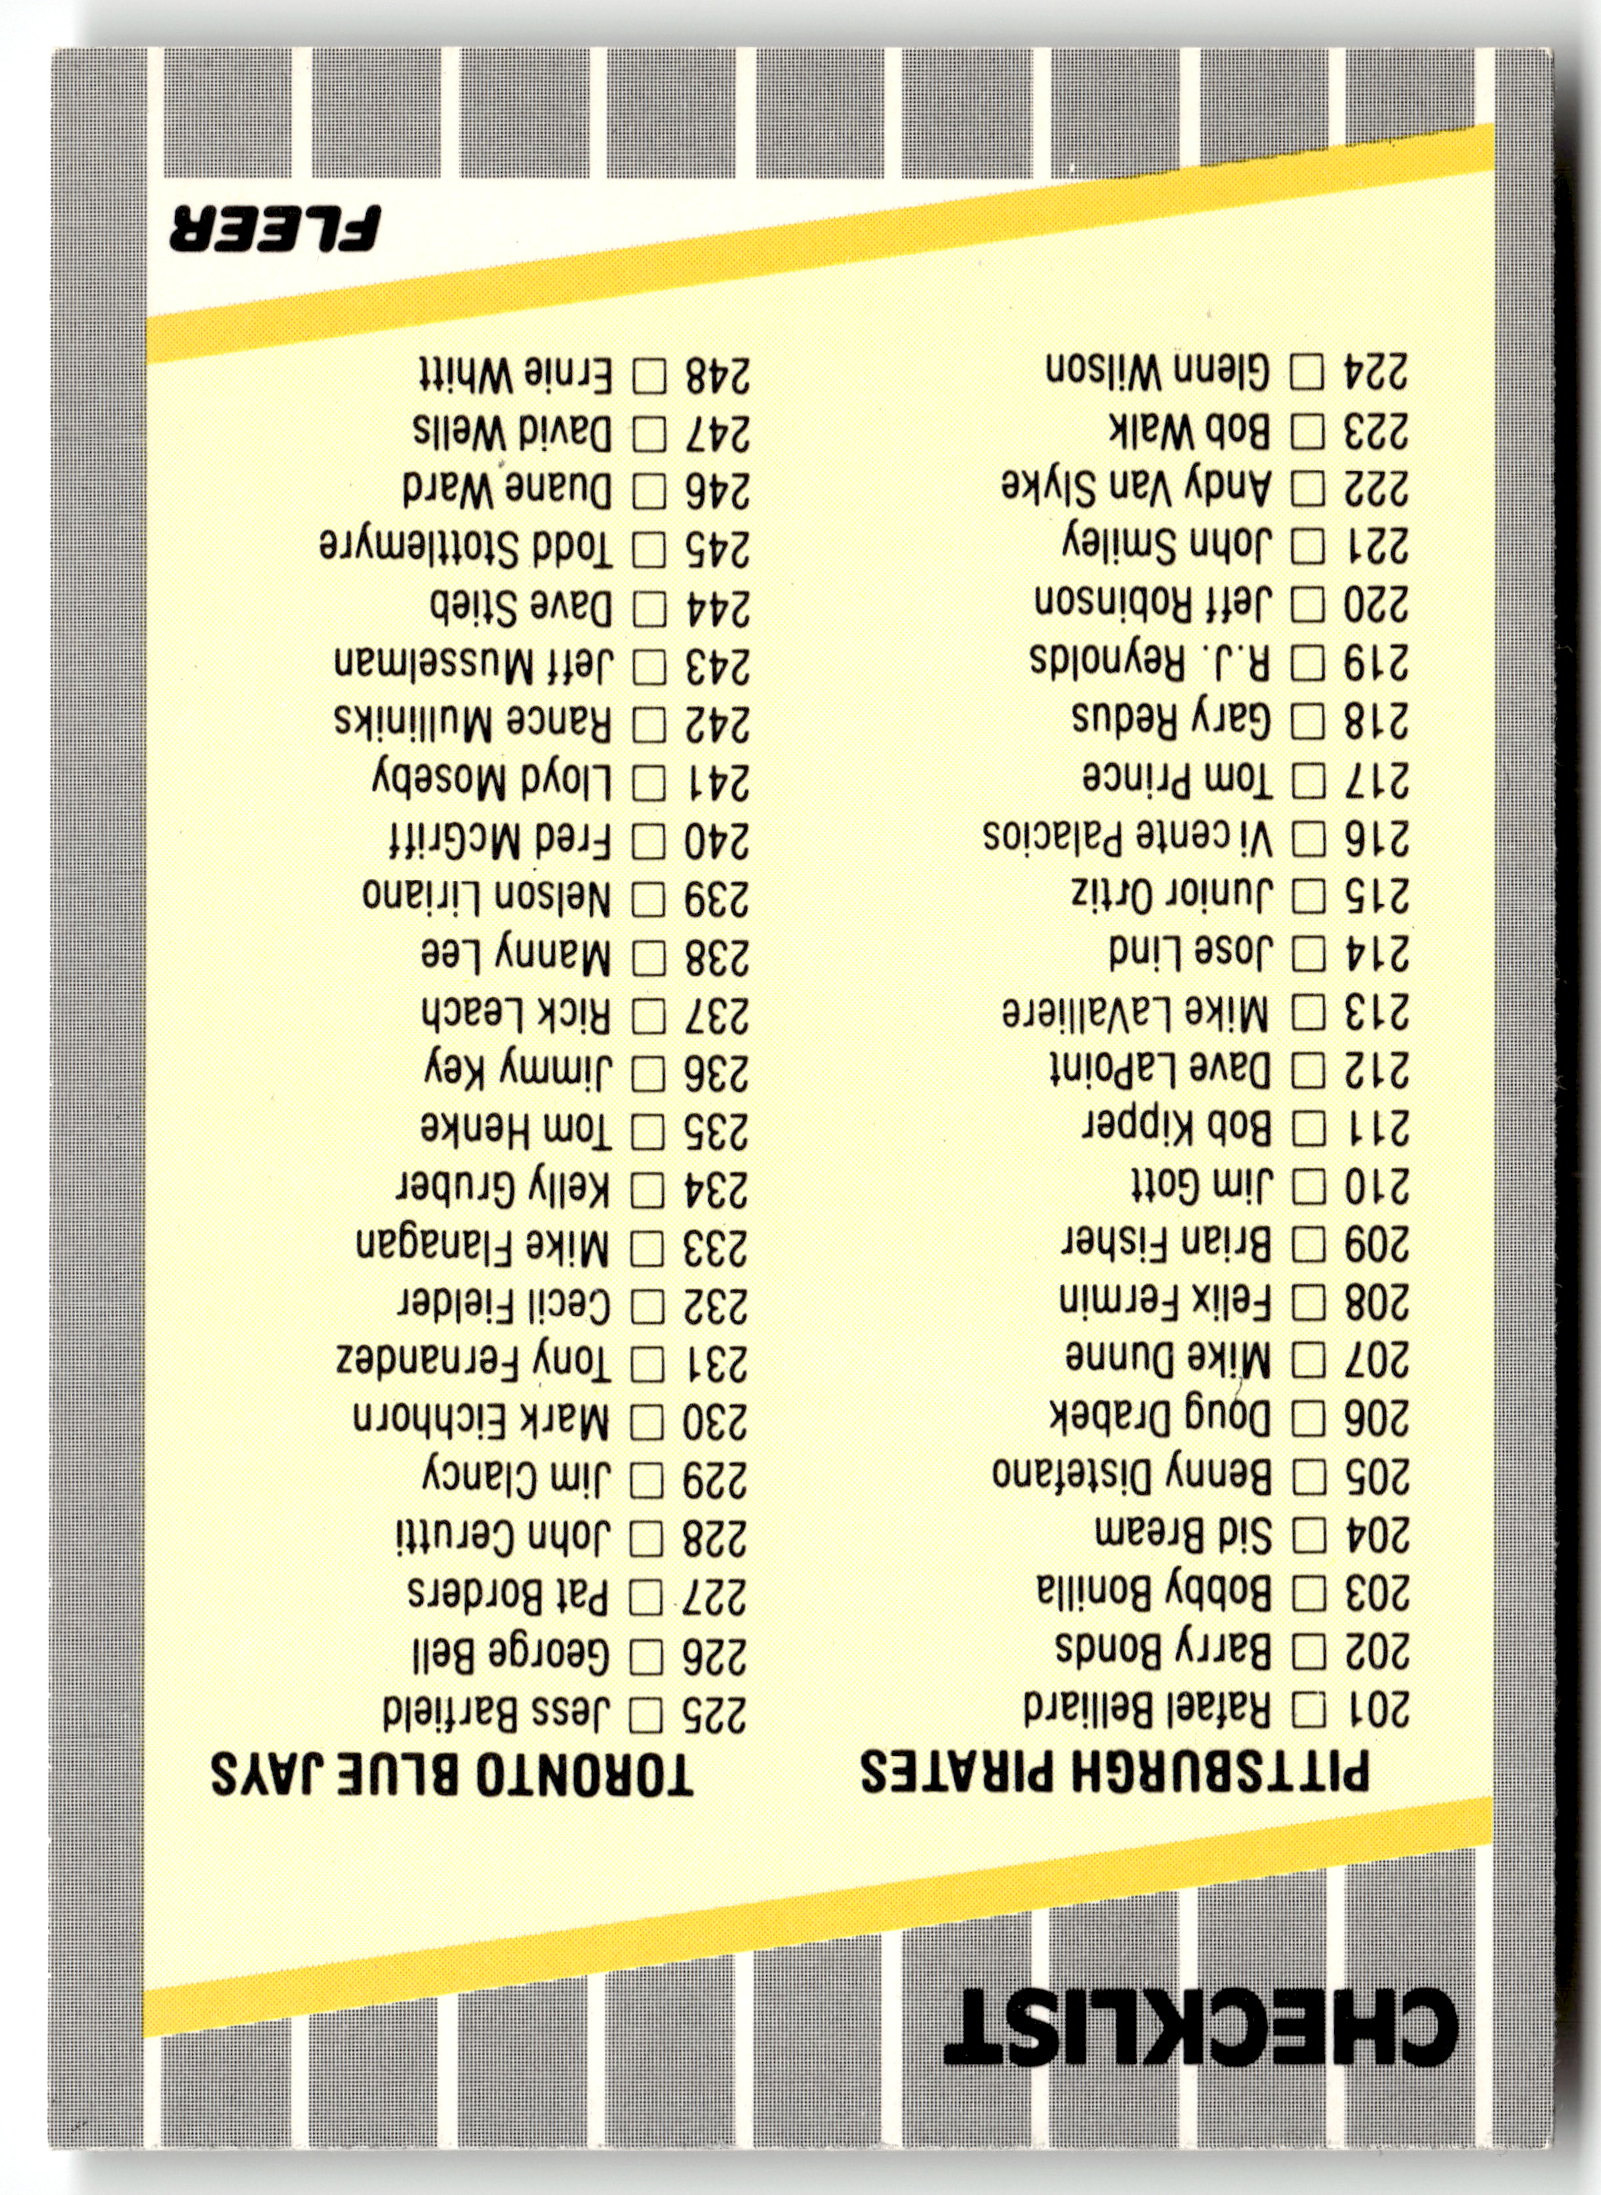 CHECKLIST
PITTSBURGH PIRATES
201 Rafael Belliard
202 Barry Bonds
203 Bobby Bonilla
204 Sid Bream
205 Benny Distefano
206 Doug Drabek
207 Mike Dunne
208 Felix Fermin
209 Brian Fisher
210 Jim Gott
211 Bob Kipper
212 Dave LaPoint
213 Mike LaValliere
214 Jose Lind
215 Junior Ortiz
216 Vicente Palacios
217 Tom Prince
218 Gary Redus
219 R.J. Reynolds
220 Jeff Robinson
221 John Smiley
222 Andy Van Slyke
223 Bob Walk
224 Glenn Wilson
TORONTO BLUE JAYS
225 Jess Barfield
226 George Bell
227 Pat Borders
228 John Cerutti
229 Jim Clancy
230 Mark Eichhorn
231 Tony Fernandez
232 Cecil Fielder
233 Mike Flanagan
234 Kelly Gruber
235 Tom Henke
236 Jimmy Key
237 Rick Leach
238 Manny Lee
239 Nelson Liriano
240 Fred McGriff
241 Lloyd Moseby
242 Rance Mulliniks
243 Jeff Musselman
244 Dave Stieb
245 Todd Stottlemyre
246 Duane Ward
247 David Wells
248 Ernie Whitt
FLEER